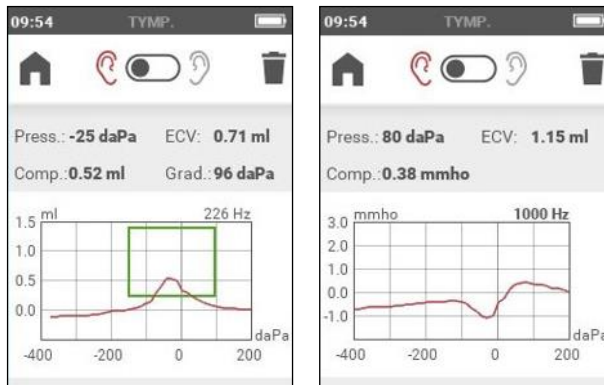 09:54 TYMP.
Press.: -25 daPa ECV: 0.71 ml
Comp.:0.52 ml Grad.:96 daPa
ml 226 Hz
1.5
1.0
0.5
0.0
daPa
-400 -200 0 200
09:54 TYMP.
Press.: 80 daPa ECV: 1.15 ml
Comp.:0.38 mmho
mmho 1000 Hz
3.0
2.0
1.0
0.0
-1.0
daPa
-400 -200 0 200